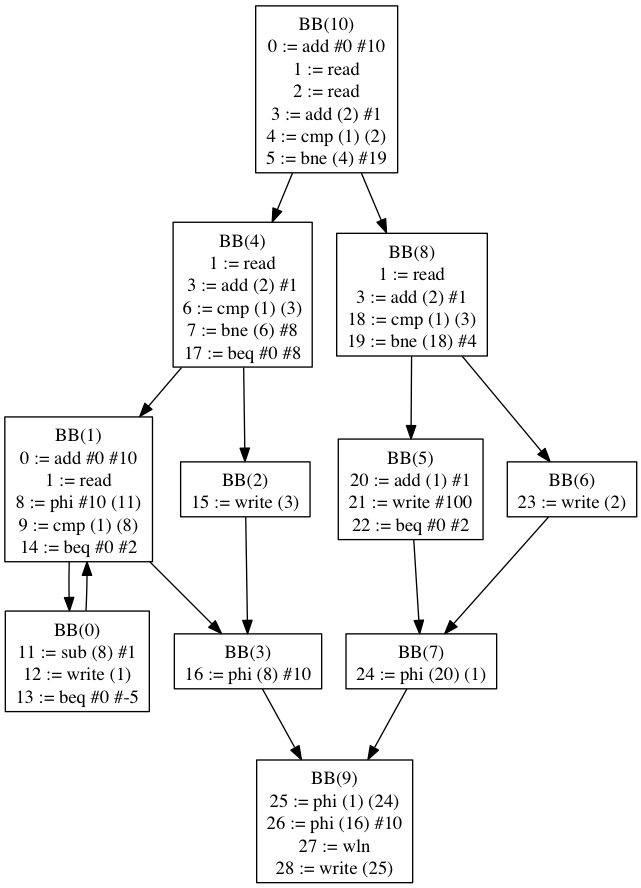 BB(10)
0 := add #0 #10
1 := read
2 := read
3 := add (2) #1
4 := cmp (1) (2)
5 := bne (4) #19
BB(4)
1 := read
3 := add (2) #1
6 := cmp (1) (3)
7 := bne (6) #8
17 := beq #0 #8
BB(8)
1 := read
3 := add (2) #1
18 := cmp (1) (3)
19 := bne (18) #4
BB(1)
0 := add #0 #10
1 := read
8 := phi #10 (11)
9 := cmp (1) (8)
14 := beq #0 #2
BB(2)
15 := write (3)
BB(5)
20 := add (1) #1
21 := write #100
22 := beq #0 #2
BB(6)
23 := write (2)
BB(0)
11 := sub (8) #1
12 := write (1)
13 := beq #0 #-5
BB(3)
16 := phi (8) #10
BB(7)
24 := phi (20) (1)
BB(9)
25 := phi (1) (24)
26 := phi (16) #10
27 := wln
28 := write (25)